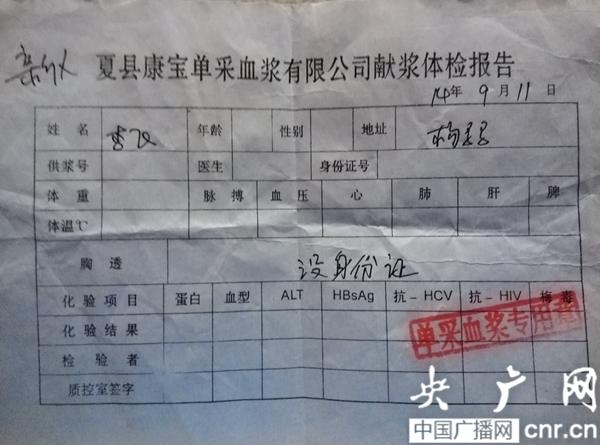 夏县康宝单采血浆有限公司献浆体检报告
14年 9月 11日
姓名 年龄 性别 地址
供浆号 医生 身份证号
体重 脉搏 血压 心 肺 肝 脾
体温℃
胸透 没身份证
化验项目 蛋白 血型 ALT HBsAg 抗-HCV 抗-HIV 梅毒
化验结果
单采血浆专用章
检验者
质控室签字
央广网
中国广播网 cnr.cn